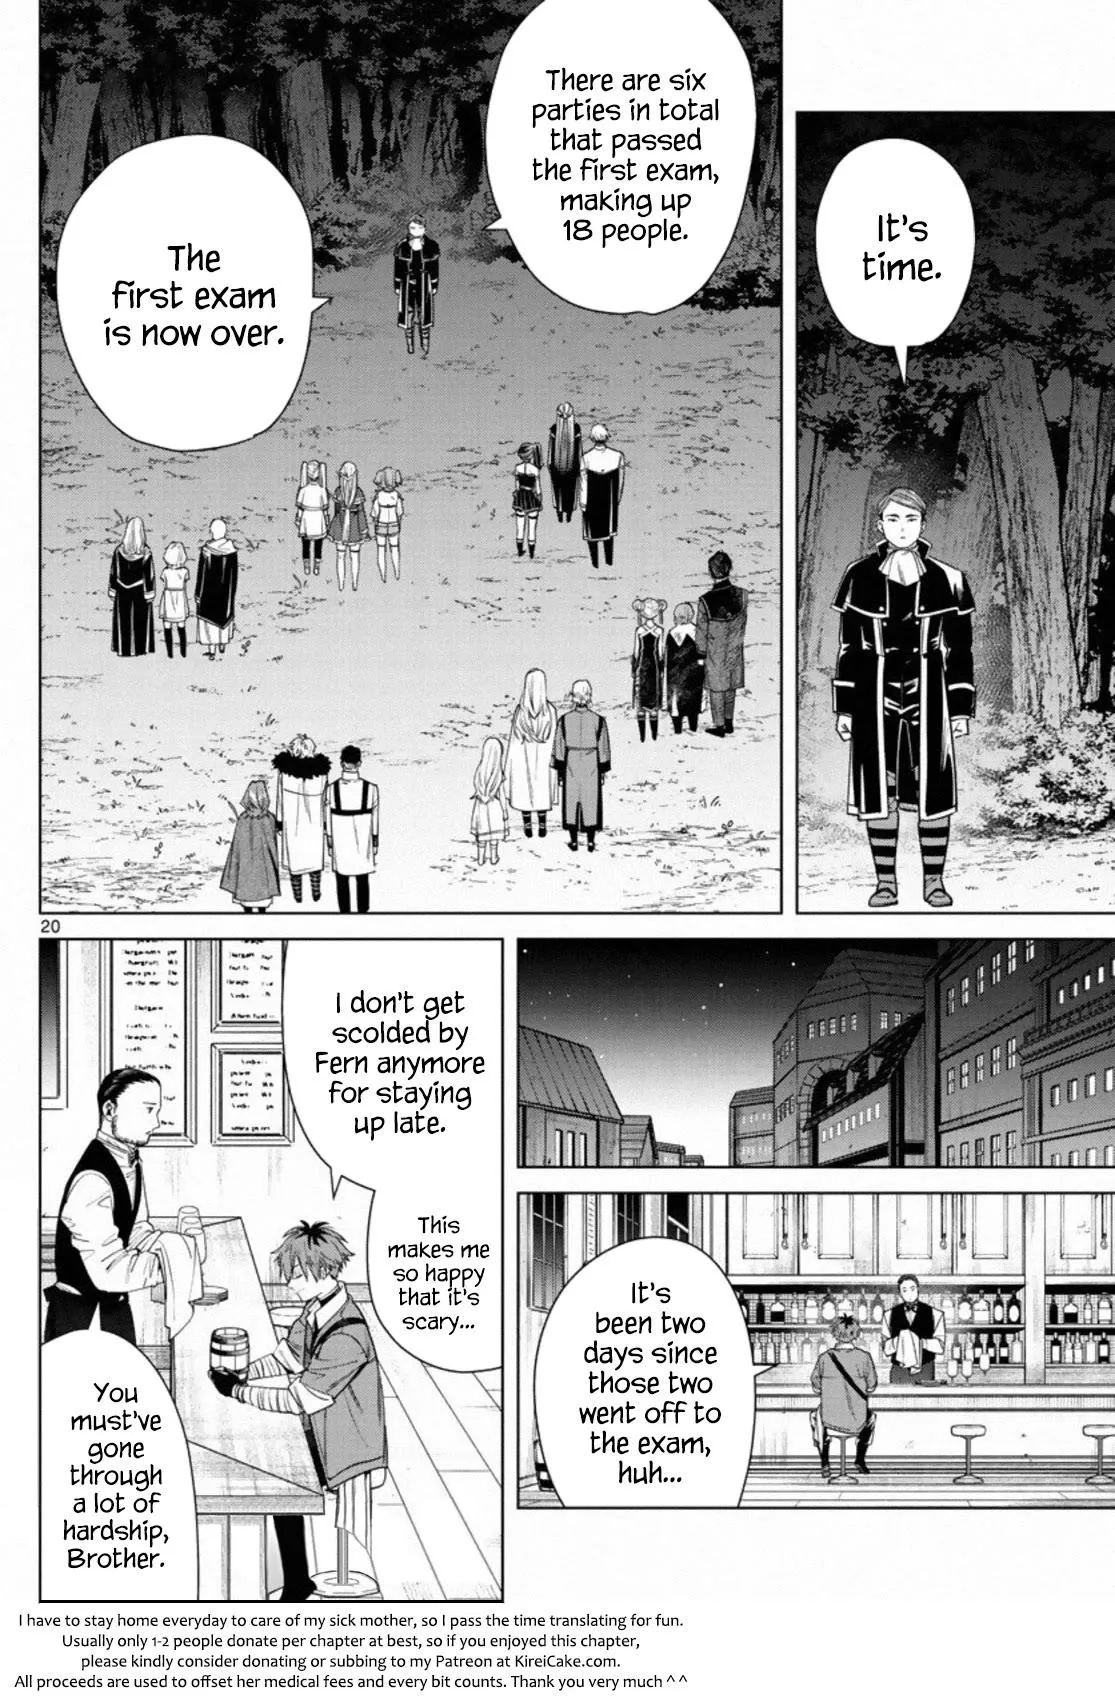 It's
time.
There are six
parties in total
that passed
the first exam,
making up
18 people.
The
first exam
is now over.
20
It's
been two
days since
those two
went off to
the exam,
huh...
I don't get
scolded by
Fern anymore
for staying
up late.
This
makes me
so happy
that it's
scary...
You
must've
gone
through
a lot of
hardship,
Brother.
I have to stay home everyday to care of my sick mother, so I pass the time translating for fun.
Usually only 1-2 people donate per chapter at best, so if you enjoyed this chapter,
please kindly consider donating or subbing to my Patreon at KireiCake.com.
All proceeds are used to offset her medical fees and every bit counts. Thank you very much ^ ^